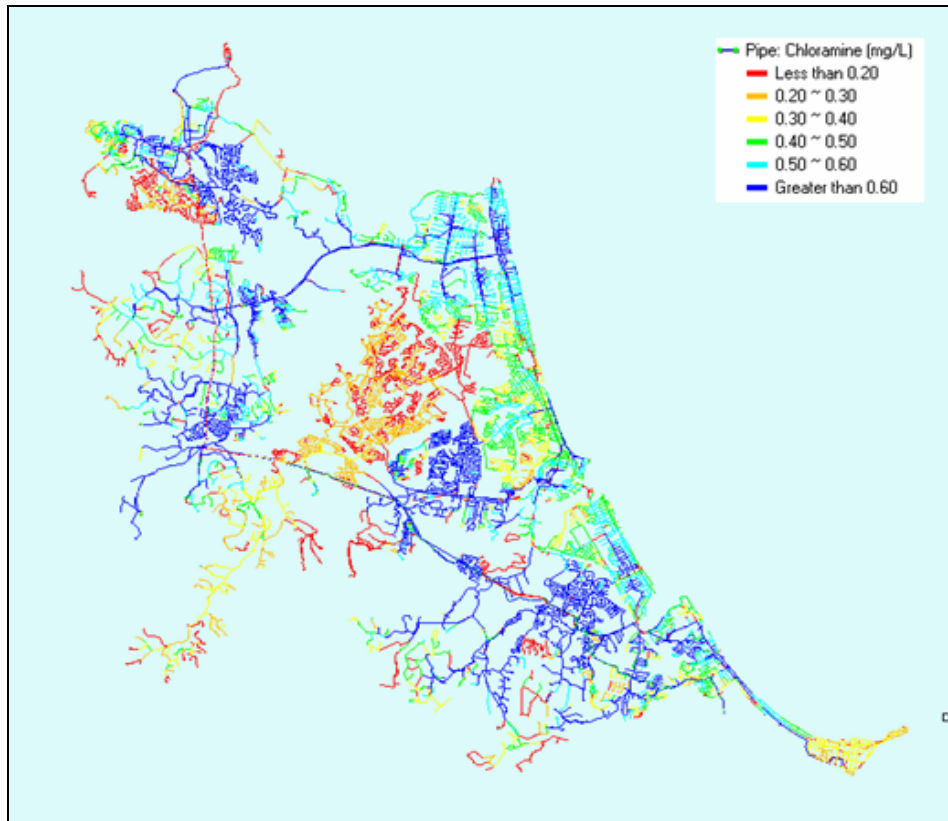 Pipe: Chloramine (mg/L)
Less than 0.20
0.20 ~ 0.30
0.30 ~ 0.40
0.40 ~ 0.50
0.50 ~ 0.60
Greater than 0.60